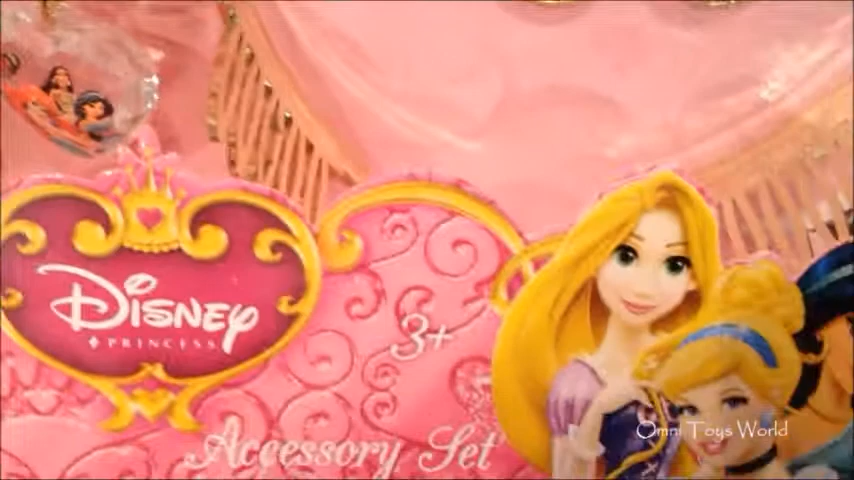 Disney
PRINCESS
3+
Accessory Set
Omni Toys World